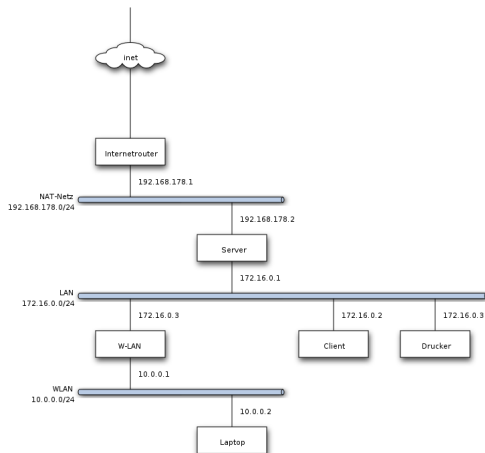 inet
Internetrouter
192.168.178.1
NAT-Netz
192.168.178.0/24
192.168.178.2
Server
172.16.0.1
LAN
172.16.0.0/24
172.16.0.3
172.16.0.2
172.16.0.3
W-LAN
Client
Drucker
10.0.0.1
WLAN
10.0.0.0/24
10.0.0.2
Laptop